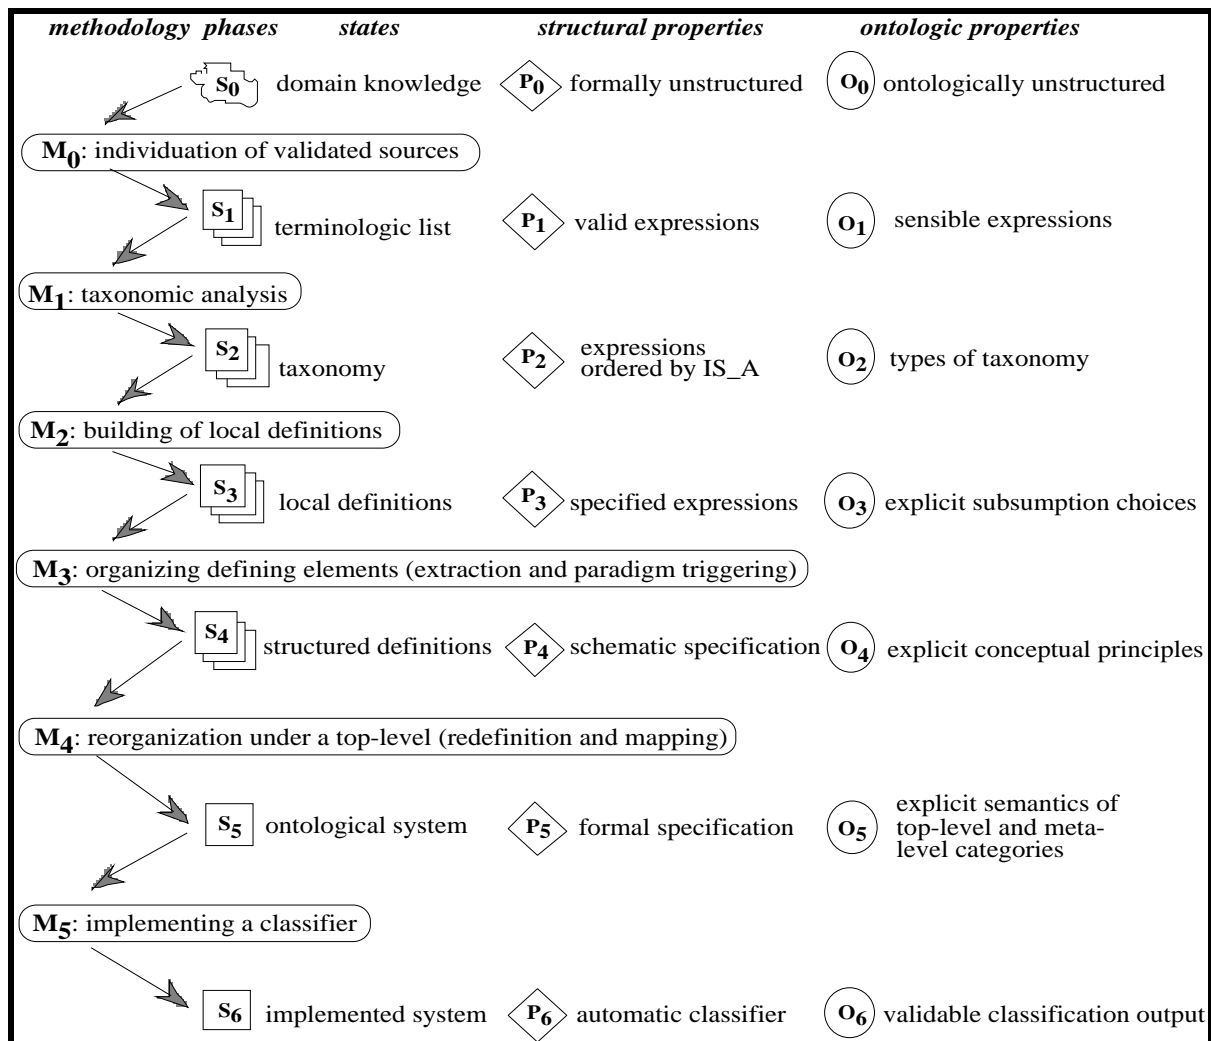 methodology phases states structural properties ontologic properties
S0 domain knowledge P0 formally unstructured O0 ontologically unstructured
M0: individuation of validated sources
S1 terminologic list P1 valid expressions O1 sensible expressions
M1: taxonomic analysis
S2 taxonomy P2 expressions ordered by IS_A O2 types of taxonomy
M2: building of local definitions
S3 local definitions P3 specified expressions O3 explicit subsumption choices
M3: organizing defining elements (extraction and paradigm triggering)
S4 structured definitions P4 schematic specification O4 explicit conceptual principles
M4: reorganization under a top-level (redefinition and mapping)
S5 ontological system P5 formal specification O5 explicit semantics of
top-level and meta-
level categories
M5: implementing a classifier
S6 implemented system P6 automatic classifier O6 validable classification output